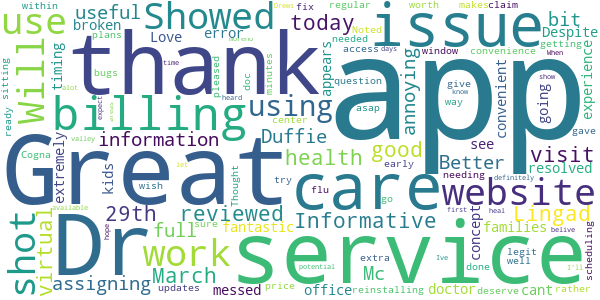 within
regular
worth
makes
claim
useful
Showed
today
bit
fix
plans
Noted
access
days
issue
use
broken
Love
error
window
convenience
Despite
sitting
bugs
needed
getting
When
experience
ready
timing
thank
appears
question
annoying
app
Will
time
pleased
doc
minutes
give
know
way
convenient
going
show
billing
using
heard
center
asap
gave
extremely
Duffie
try
see
resolved
Cogna
information
health
good
early
Better
visit
Great
kids
wish
flu
needing
shot
virtual
29th
reviewed
care
website
full
Thought
go
Informative
concept
Lingad
families
Dr
work
fantastic
sure
extra
legit
well
scheduling
assigning
March
Mc
done
service
updates
price
office
reinstalling
doctor
deserve
cant
rather
messed
hope
valley
potential
first
Ive
definitely
heal
belive
I'll